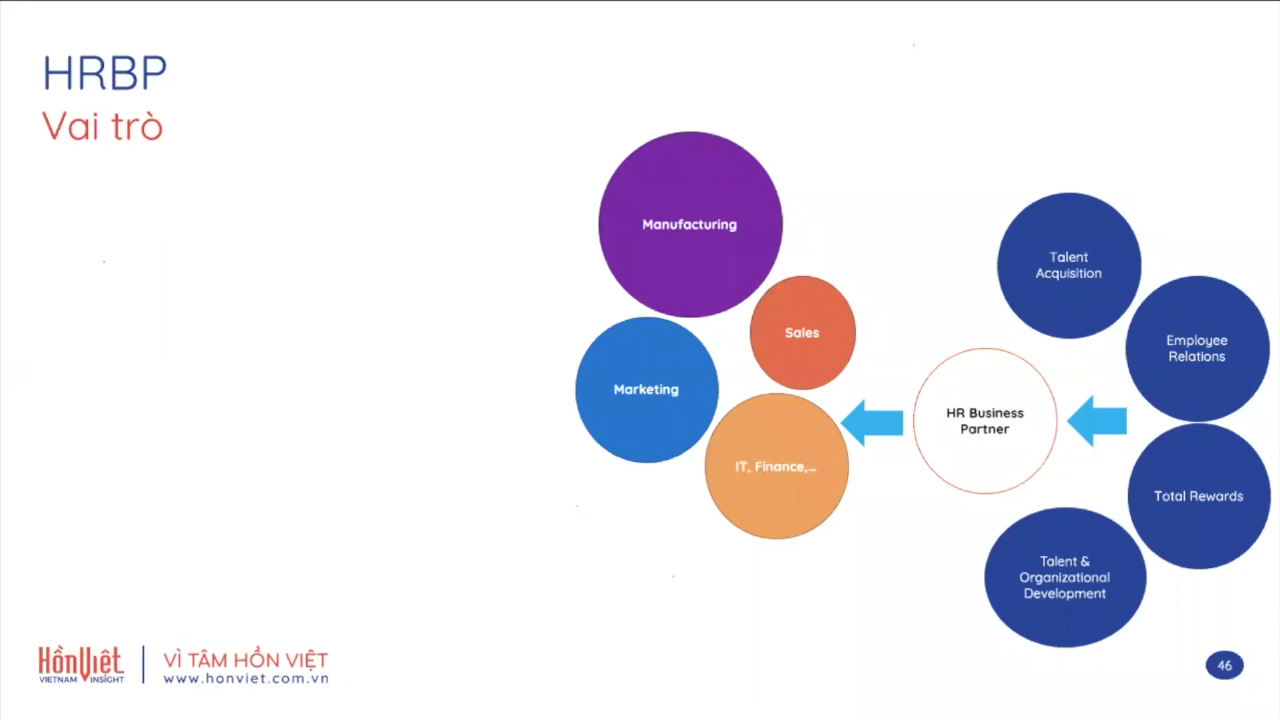 HRBP
Vai trò
Manufacturing
Sales
Marketing
IT, Finance,...
HR Business
Partner
Talent
Acquisition
Employee
Relations
Total Rewards
Talent &
Organizational
Development
HồnViệt
VIETNAM INSIGHT
VÌ TÂM HỒN VIỆT
www.honviet.com.vn
46